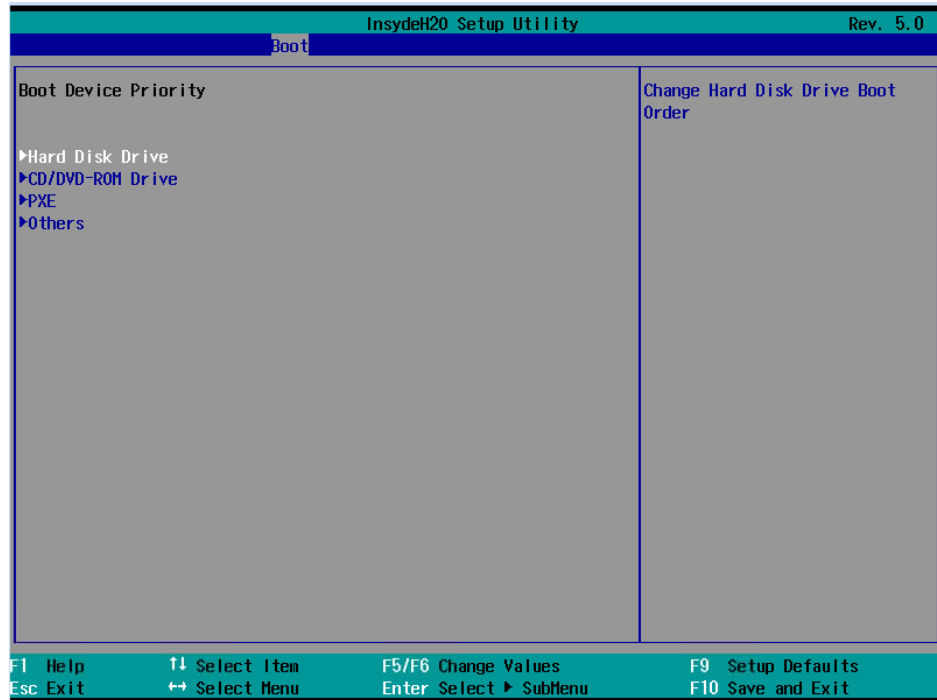 InsydeH20 Setup Utility Rev. 5.0
Boot
Boot Device Priority
Change Hard Disk Drive Boot
Order
▶Hard Disk Drive
▶CD/DVD-ROM Drive
▶PXE
▶Others
F1 Help ↑↓ Select Item F5/F6 Change Values F9 Setup Defaults
Esc Exit ↔ Select Menu Enter Select ▶ SubMenu F10 Save and Exit